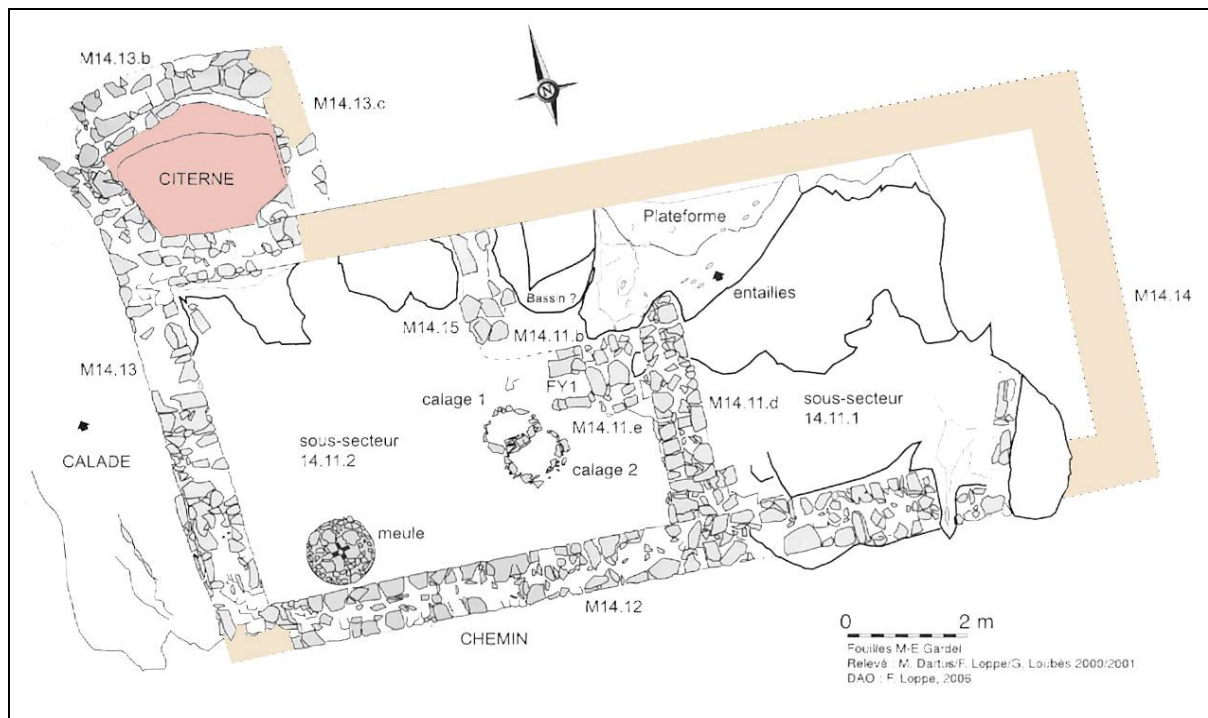 M14.13.b
M14.13.c
N
CITERNE
Plateforme
entailles
Bassin ?
M14.14
M14.15
M14.11.b
M14.13
FY1
M14.11.d
sous-secteur
14.11.1
calage 1
M14.11.e
sous-secteur
14.11.2
CALADE
calage 2
meule
M14.12
CHEMIN
0 2 m
Fouilles M-E Gardel
Relevé : M. Dartus/F. Loppe/G. Loubès 2000/2001
DAO : F. Loppe, 2006